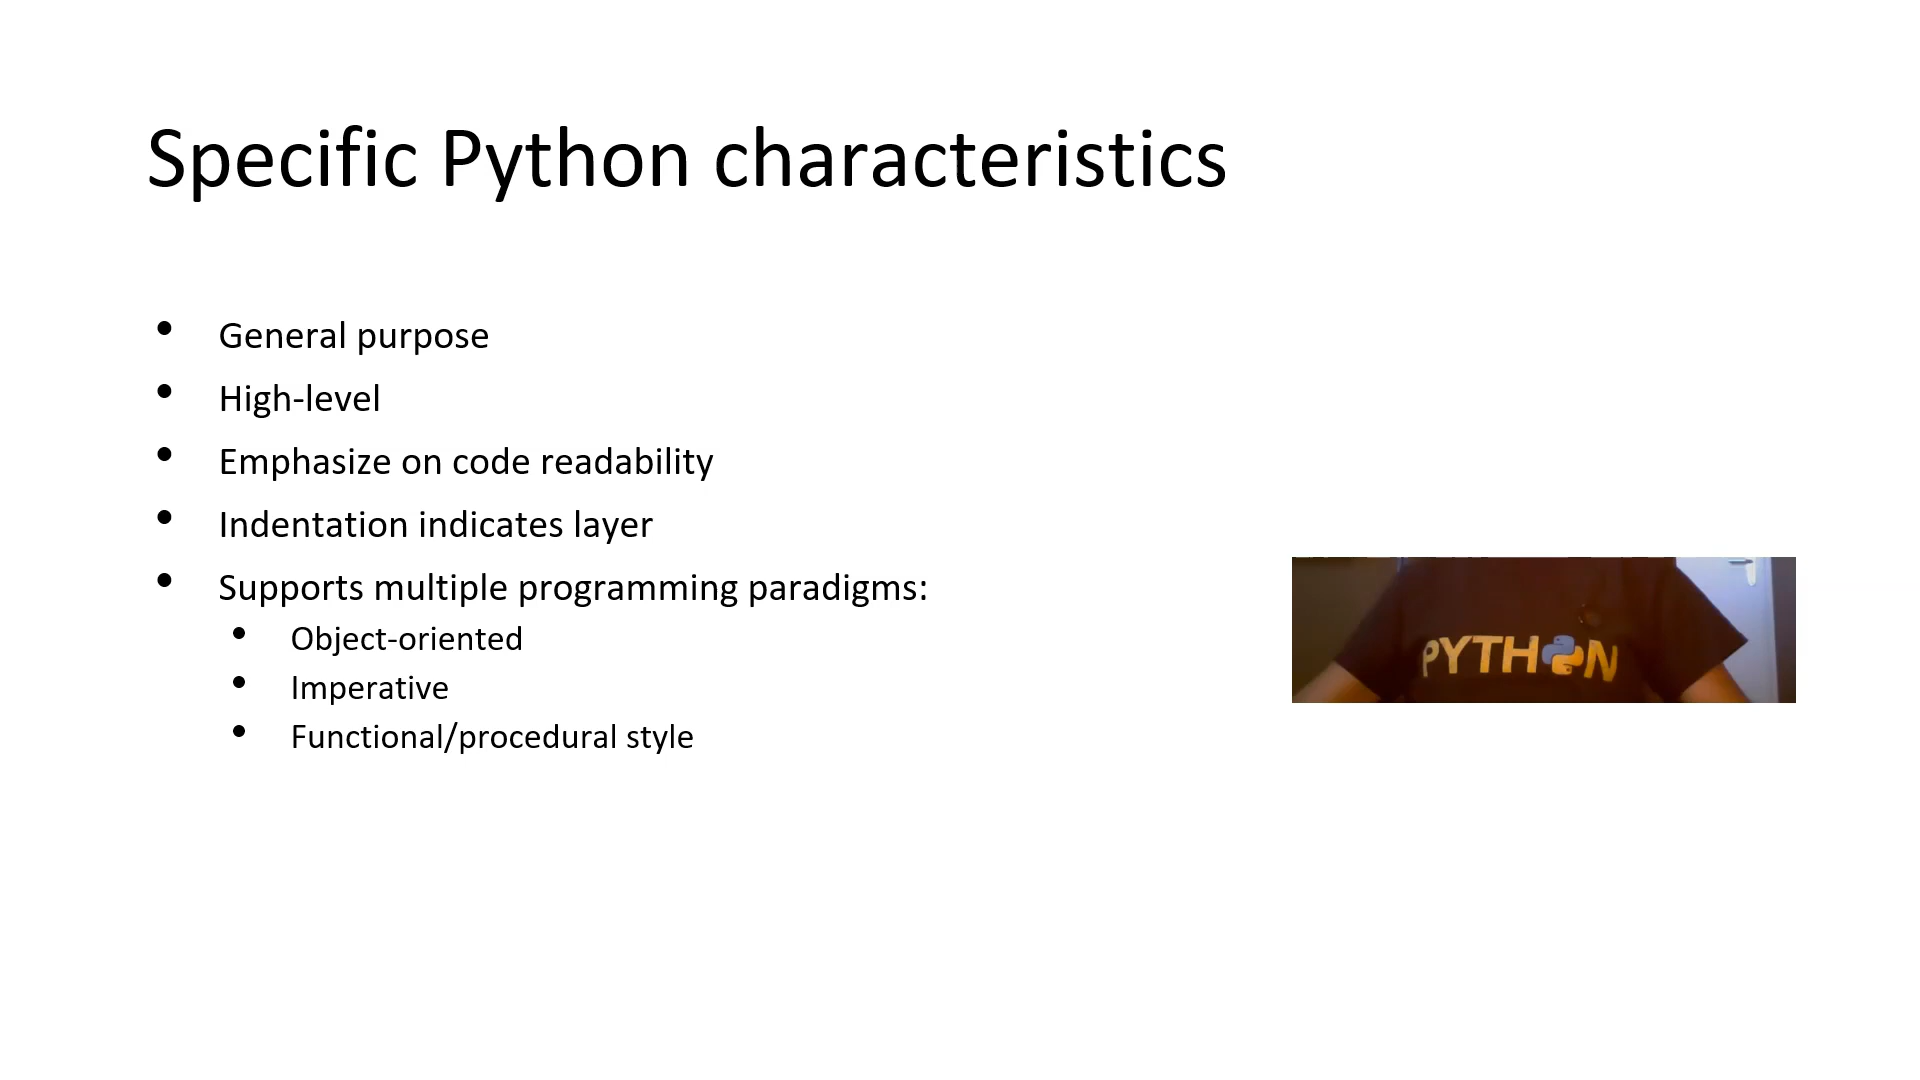 Specific Python characteristics
General purpose
High-level
Emphasize on code readability
Indentation indicates layer
Supports multiple programming paradigms:
Object-oriented
Imperative
Functional/procedural style
PYTHON